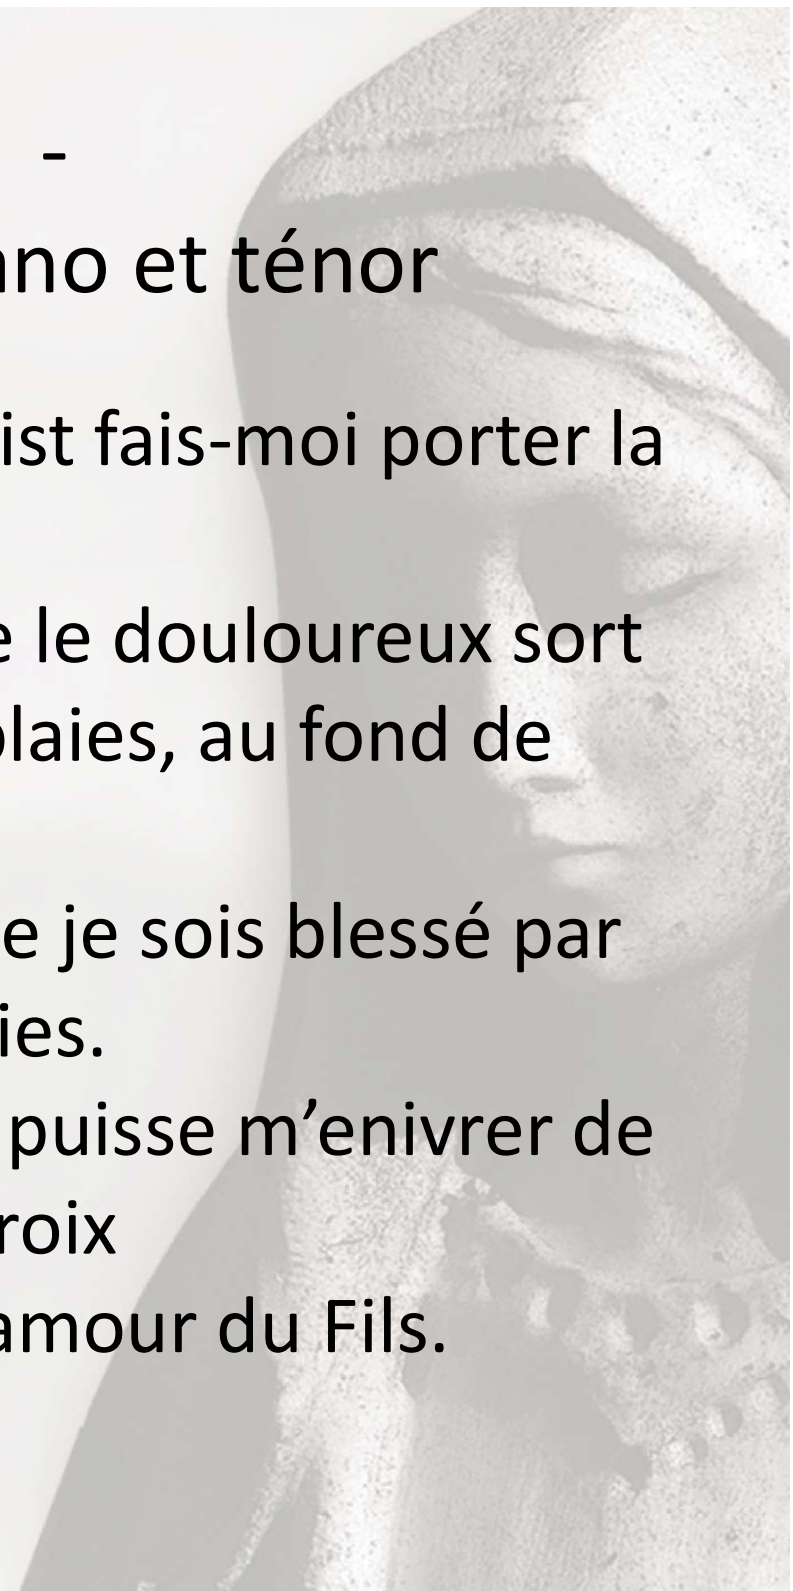 -
no et ténor
ist fais-moi porter la
e le douloureux sort
plaies, au fond de
e je sois blessé par
ies.
puisse m’enivrer de
roix
amour du Fils.